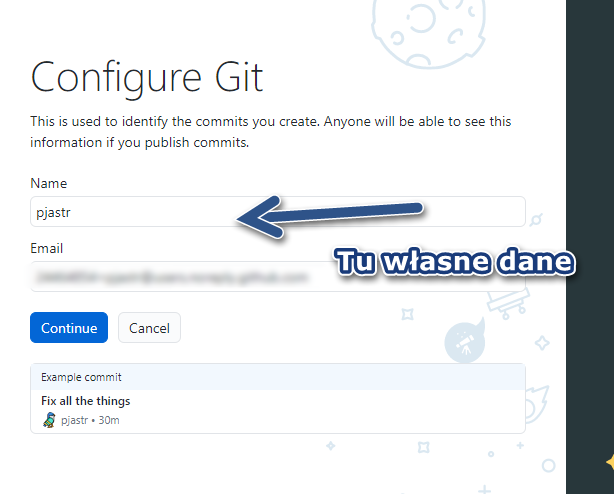 Configure Git
This is used to identify the commits you create. Anyone will be able to see this
information if you publish commits.
Name
pjastr
Tu własne dane
Email
Continue
Cancel
Example commit
Fix all the things
pjastr • 30m